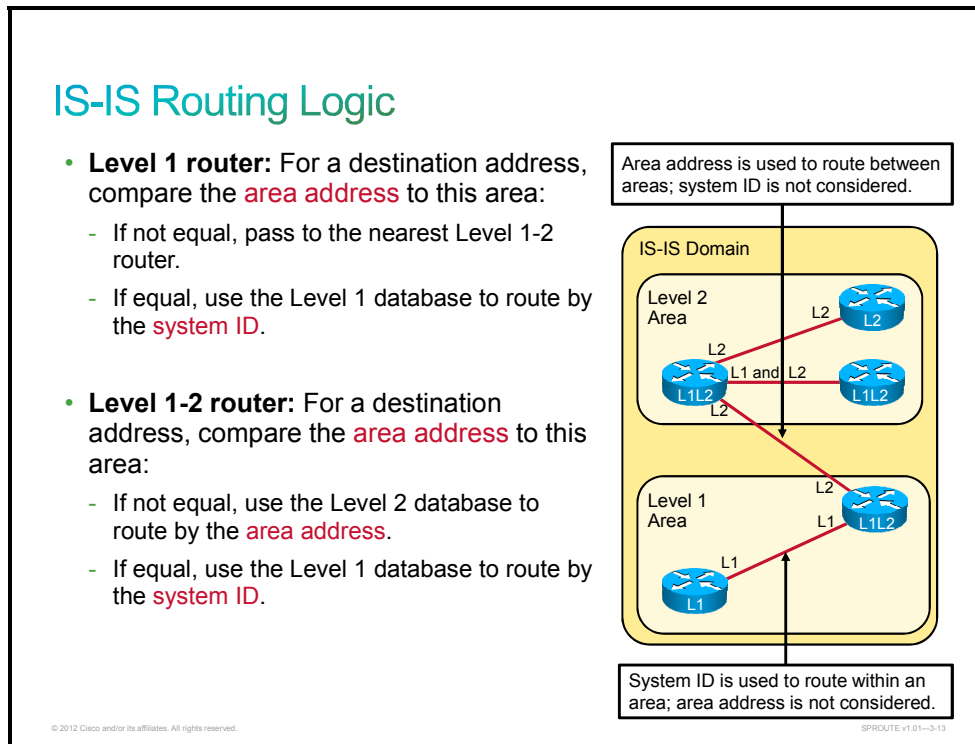 IS-IS Routing Logic
• Level 1 router: For a destination address,
compare the area address to this area:
- If not equal, pass to the nearest Level 1-2
router.
- If equal, use the Level 1 database to route by
the system ID.
• Level 1-2 router: For a destination
address, compare the area address to this
area:
- If not equal, use the Level 2 database to
route by the area address.
- If equal, use the Level 1 database to route by
the system ID.
Area address is used to route between
areas; system ID is not considered.
IS-IS Domain
Level 2
Area
L2
L2
L2
L1 and L2
L1L2
L1L2
L2
Level 1
Area
L2
L1
L1L2
L1
L1
System ID is used to route within an
area; area address is not considered.
© 2012 Cisco and/or its affiliates. All rights reserved.
SPROUTE v1.01—3-13